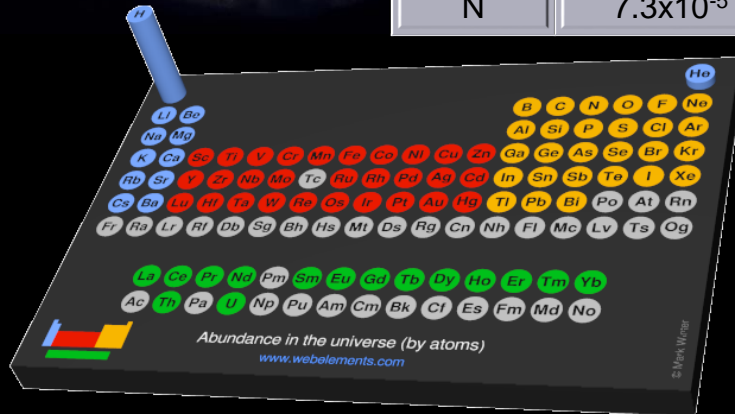 N 7.3x10⁻⁵
H
He
Li Be B C N O F Ne
Na Mg Al Si P S Cl Ar
K Ca Sc Ti V Cr Mn Fe Co Ni Cu Zn Ga Ge As Se Br Kr
Rb Sr Y Zr Nb Mo Tc Ru Rh Pd Ag Cd In Sn Sb Te I Xe
Cs Ba Lu Hf Ta W Re Os Ir Pt Au Hg Tl Pb Bi Po At Rn
Fr Ra Lr Rf Db Sg Bh Hs Mt Ds Rg Cn Nh Fl Mc Lv Ts Og
La Ce Pr Nd Pm Sm Eu Gd Tb Dy Ho Er Tm Yb
Ac Th Pa U Np Pu Am Cm Bk Cf Es Fm Md No
Abundance in the universe (by atoms)
www.webelements.com
© Mark Winter